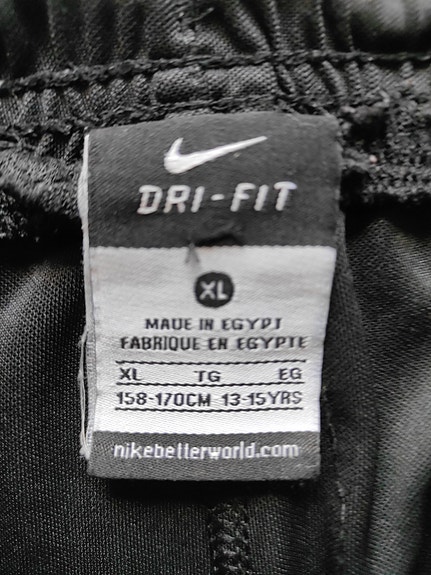 DRI-FIT
XL
MADE IN EGYPT
FABRIQUE EN EGYPTE
XL TG EG
158-170CM 13-15YRS
nikebetterworld.com